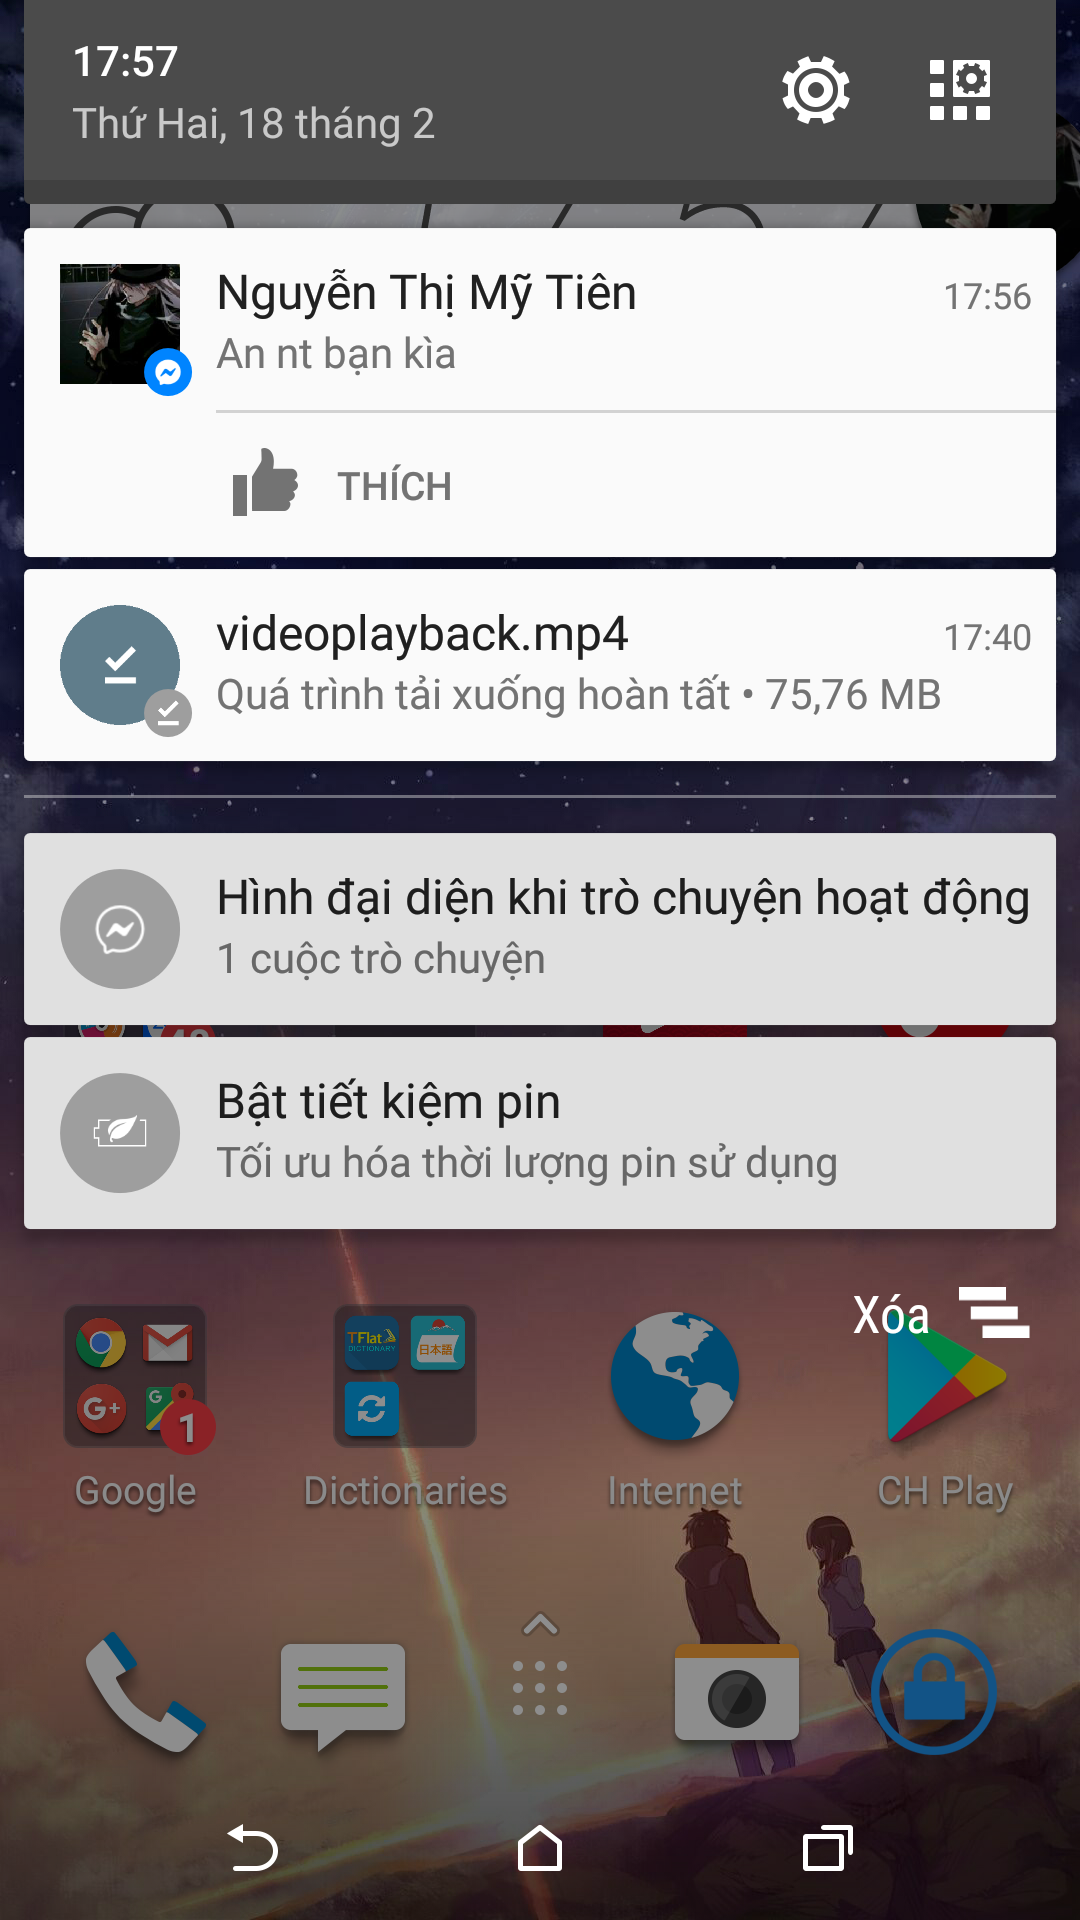 17:57
Thứ Hai, 18 tháng 2
Nguyễn Thị Mỹ Tiên
17:56
An nt bạn kìa
THÍCH
videoplayback.mp4
17:40
Quá trình tải xuống hoàn tất • 75,76 MB
Hình đại diện khi trò chuyện hoạt động
1 cuộc trò chuyện
Bật tiết kiệm pin
Tối ưu hóa thời lượng pin sử dụng
Xóa
TFlat
DICTIONARY
日本語
G+
G
1
Google
Dictionaries
Internet
CH Play